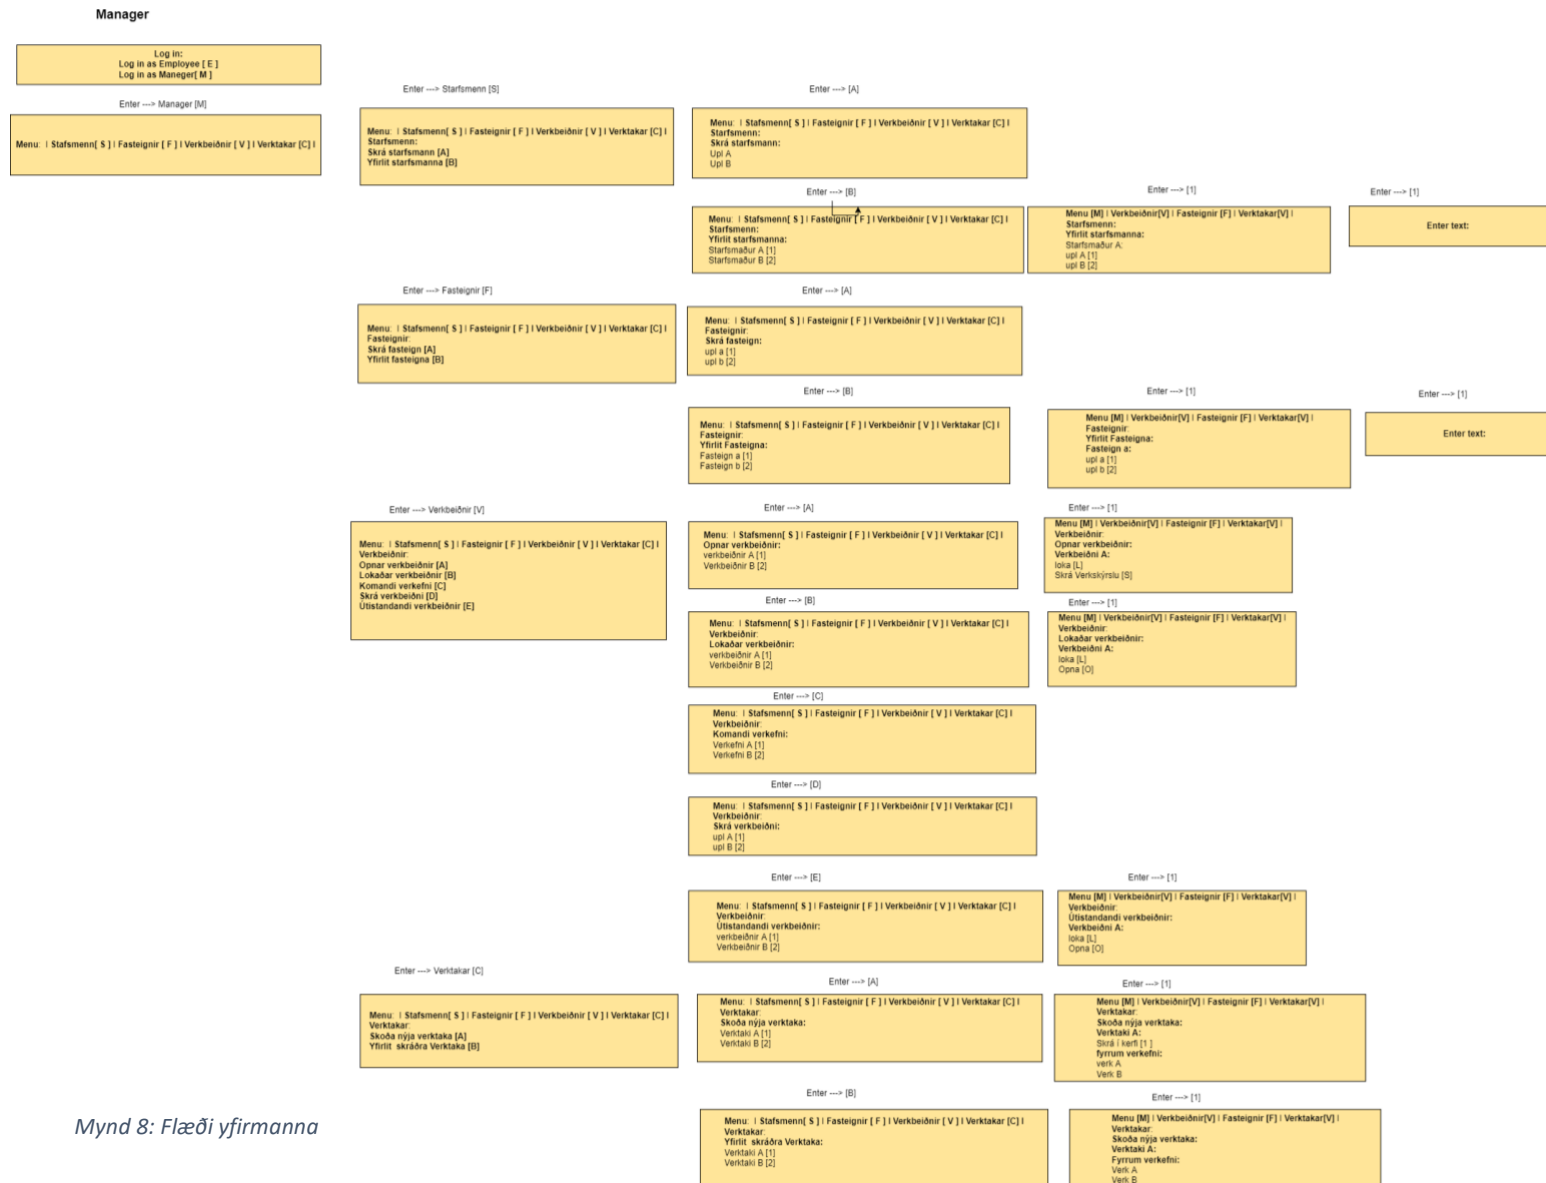 Manager
Log in:
Log in as Employee [ E ]
Log in as Maneger[ M ]
Enter ---> Manager [M]
Menu:  I Stafsmenn[ S ] I Fasteignir [ F ] I Verkbeiðnir [ V ] I Verktakar [C] I
Enter ---> Starfsmenn [S]
Menu:  I Stafsmenn[ S ] I Fasteignir [ F ] I Verkbeiðnir [ V ] I Verktakar [C] I
Starfsmenn:
Skrá starfsmann [A]
Yfirlit starfsmanna [B]
Enter ---> [A]
Menu:  I Stafsmenn[ S ] I Fasteignir [ F ] I Verkbeiðnir [ V ] I Verktakar [C] I
Starfsmenn:
Skrá starfsmann:
Upl A
Upl B
Enter ---> [B]
Menu:  I Stafsmenn[ S ] I Fasteignir [ F ] I Verkbeiðnir [ V ] I Verktakar [C] I
Starfsmenn:
Yfirlit starfsmanna:
Starfsmaður A [1]
Starfsmaður B [2]
Enter ---> [1]
Menu [M] I Verkbeiðnir[V] I Fasteignir [F] I Verktakar[V] I
Starfsmenn:
Yfirlit starfsmanna:
Starfsmaður A:
upl A [1]
upl B [2]
Enter ---> [1]
Enter text:
Enter ---> Fasteignir [F]
Menu:  I Stafsmenn[ S ] I Fasteignir [ F ] I Verkbeiðnir [ V ] I Verktakar [C] I
Fasteignir:
Skrá fasteign [A]
Yfirlit fasteigna [B]
Enter ---> [A]
Menu:  I Stafsmenn[ S ] I Fasteignir [ F ] I Verkbeiðnir [ V ] I Verktakar [C] I
Fasteignir:
Skrá fasteign:
upl a [1]
upl b [2]
Enter ---> [B]
Menu:  I Stafsmenn[ S ] I Fasteignir [ F ] I Verkbeiðnir [ V ] I Verktakar [C] I
Fasteignir:
Yfirlit Fasteigna:
Fasteign a [1]
Fasteign b [2]
Enter ---> [1]
Menu [M] I Verkbeiðnir[V] I Fasteignir [F] I Verktakar[V] I
Fasteignir:
Yfirlit Fasteigna:
Fasteign a:
upl a [1]
upl b [2]
Enter ---> [1]
Enter text:
Enter ---> Verkbeiðnir [V]
Menu:  I Stafsmenn[ S ] I Fasteignir [ F ] I Verkbeiðnir [ V ] I Verktakar [C] I
Verkbeiðnir:
Opnar verkbeiðnir [A]
Lokaðar verkbeiðnir [B]
Komandi verkefni [C]
Skrá verkbeiðni [D]
Útistandandi verkbeiðnir [E]
Enter ---> [A]
Menu:  I Stafsmenn[ S ] I Fasteignir [ F ] I Verkbeiðnir [ V ] I Verktakar [C] I
Opnar verkbeiðnir:
verkbeiðnir A [1]
Verkbeiðnir B [2]
Enter ---> [1]
Menu [M] I Verkbeiðnir[V] I Fasteignir [F] I Verktakar[V] I
Verkbeiðnir:
Opnar verkbeiðnir:
Verkbeiðni A:
loka [L]
Skrá Verkskýrslu [S]
Enter ---> [B]
Menu:  I Stafsmenn[ S ] I Fasteignir [ F ] I Verkbeiðnir [ V ] I Verktakar [C] I
Verkbeiðnir:
Lokaðar verkbeiðnir:
verkbeiðnir A [1]
Verkbeiðnir B [2]
Enter ---> [1]
Menu [M] I Verkbeiðnir[V] I Fasteignir [F] I Verktakar[V] I
Verkbeiðnir:
Lokaðar verkbeiðnir:
Verkbeiðni A:
loka [L]
Opna [O]
Enter ---> [C]
Menu:  I Stafsmenn[ S ] I Fasteignir [ F ] I Verkbeiðnir [ V ] I Verktakar [C] I
Verkbeiðnir:
Komandi verkefni:
Verkefni A [1]
Verkefni B [2]
Enter ---> [D]
Menu:  I Stafsmenn[ S ] I Fasteignir [ F ] I Verkbeiðnir [ V ] I Verktakar [C] I
Verkbeiðnir:
Skrá verkbeiðni:
upl A [1]
upl B [2]
Enter ---> [E]
Menu:  I Stafsmenn[ S ] I Fasteignir [ F ] I Verkbeiðnir [ V ] I Verktakar [C] I
Verkbeiðnir:
Útistandandi verkbeiðnir:
verkbeiðnir A [1]
Verkbeiðnir B [2]
Enter ---> [1]
Menu [M] I Verkbeiðnir[V] I Fasteignir [F] I Verktakar[V] I
Verkbeiðnir:
Útistandandi verkbeiðnir:
Verkbeiðni A:
loka [L]
Opna [O]
Enter ---> Verktakar [C]
Menu:  I Stafsmenn[ S ] I Fasteignir [ F ] I Verkbeiðnir [ V ] I Verktakar [C] I
Verktakar:
Skoða nýja verktaka [A]
Yfirlit  skráðra Verktaka [B]
Enter ---> [A]
Menu:  I Stafsmenn[ S ] I Fasteignir [ F ] I Verkbeiðnir [ V ] I Verktakar [C] I
Verktakar:
Skoða nýja verktaka:
Verktaki A [1]
Verktaki B [2]
Enter ---> [1]
Menu [M] I Verkbeiðnir[V] I Fasteignir [F] I Verktakar[V] I
Verktakar:
Skoða nýja verktaka:
Verktaki A:
Skrá í kerfi [1 ]
fyrrum verkefni:
verk A
Verk B
Enter ---> [B]
Menu:  I Stafsmenn[ S ] I Fasteignir [ F ] I Verkbeiðnir [ V ] I Verktakar [C] I
Verktakar:
Yfirlit  skráðra Verktaka:
Verktaki A [1]
Verktaki B [2]
Enter ---> [1]
Menu [M] I Verkbeiðnir[V] I Fasteignir [F] I Verktakar[V] I
Verktakar:
Skoða nýja verktaka:
Verktaki A:
Fyrrum verkefni:
Verk A
Verk B
Mynd 8: Flæði yfirmanna